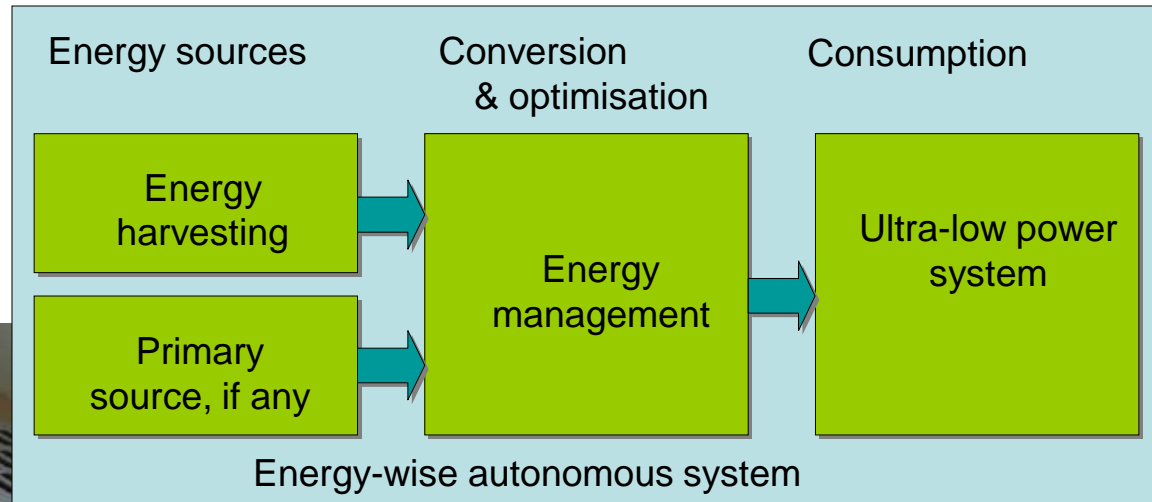 Energy sources
Conversion
& optimisation
Consumption
Energy
harvesting
Primary
source, if any
Energy
management
Ultra-low power
system
Energy-wise autonomous system